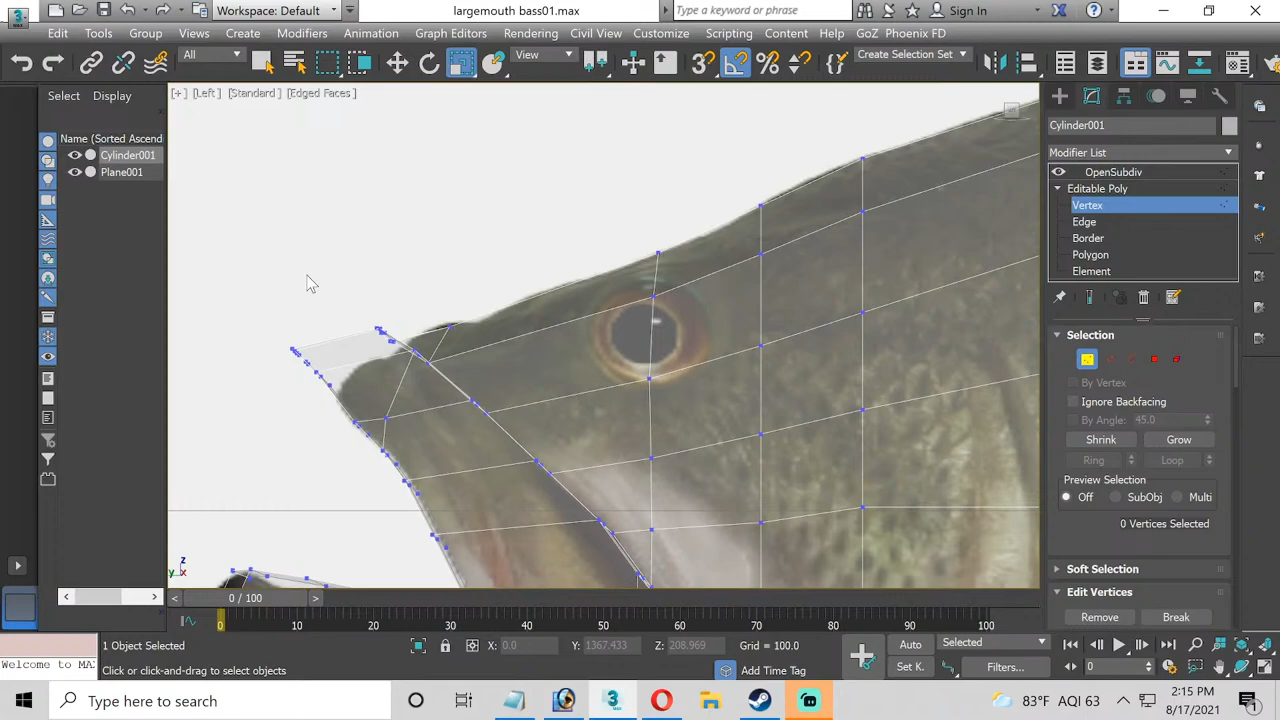 Workspace: Default
largemouth bass01.max
Type a keyword or phrase
Sign In
File Edit Tools Group Views Create Modifiers Animation Graph Editors Rendering Civil View Customize Scripting Content Help GoZ Phoenix FD
All
View
Create Selection Set
Select Display
[+] [Left] [Standard] [Edged Faces]
Name (Sorted Ascend
Cylinder001
Plane001
Cylinder001
Modifier List
OpenSubdiv
Editable Poly
Vertex
Edge
Border
Polygon
Element
Selection
By Vertex
Ignore Backfacing
By Angle: 45.0
Shrink Grow
Ring Loop
Preview Selection
Off SubObj Multi
0 Vertices Selected
Soft Selection
Edit Vertices
Remove Break
z
y x
0 / 100
0 10 20 30 40 50 60 70 80 90 100
1 Object Selected
X: 0.0 Y: 1367.433 Z: 208.969 Grid = 100.0
Auto Selected
Welcome to MA
Click or click-and-drag to select objects
Add Time Tag
Set K. Filters...
0
Type here to search
83°F AQI 63
2:15 PM
8/17/2021